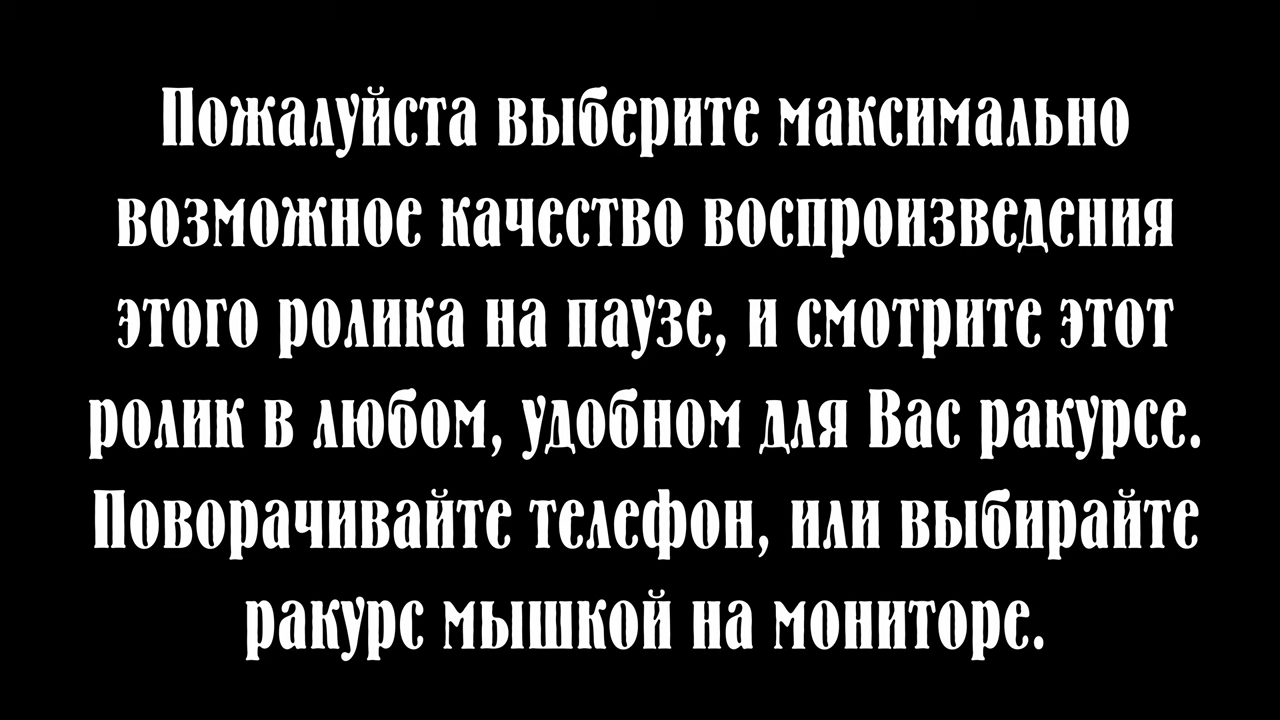 Пожалуйста выберите максимально
возможное качество воспроизведения
этого ролика на паузе, и смотрите этот
ролик в любом, удобном для Вас ракурсе.
Поворачивайте телефон, или выбирайте
ракурс мышкой на мониторе.